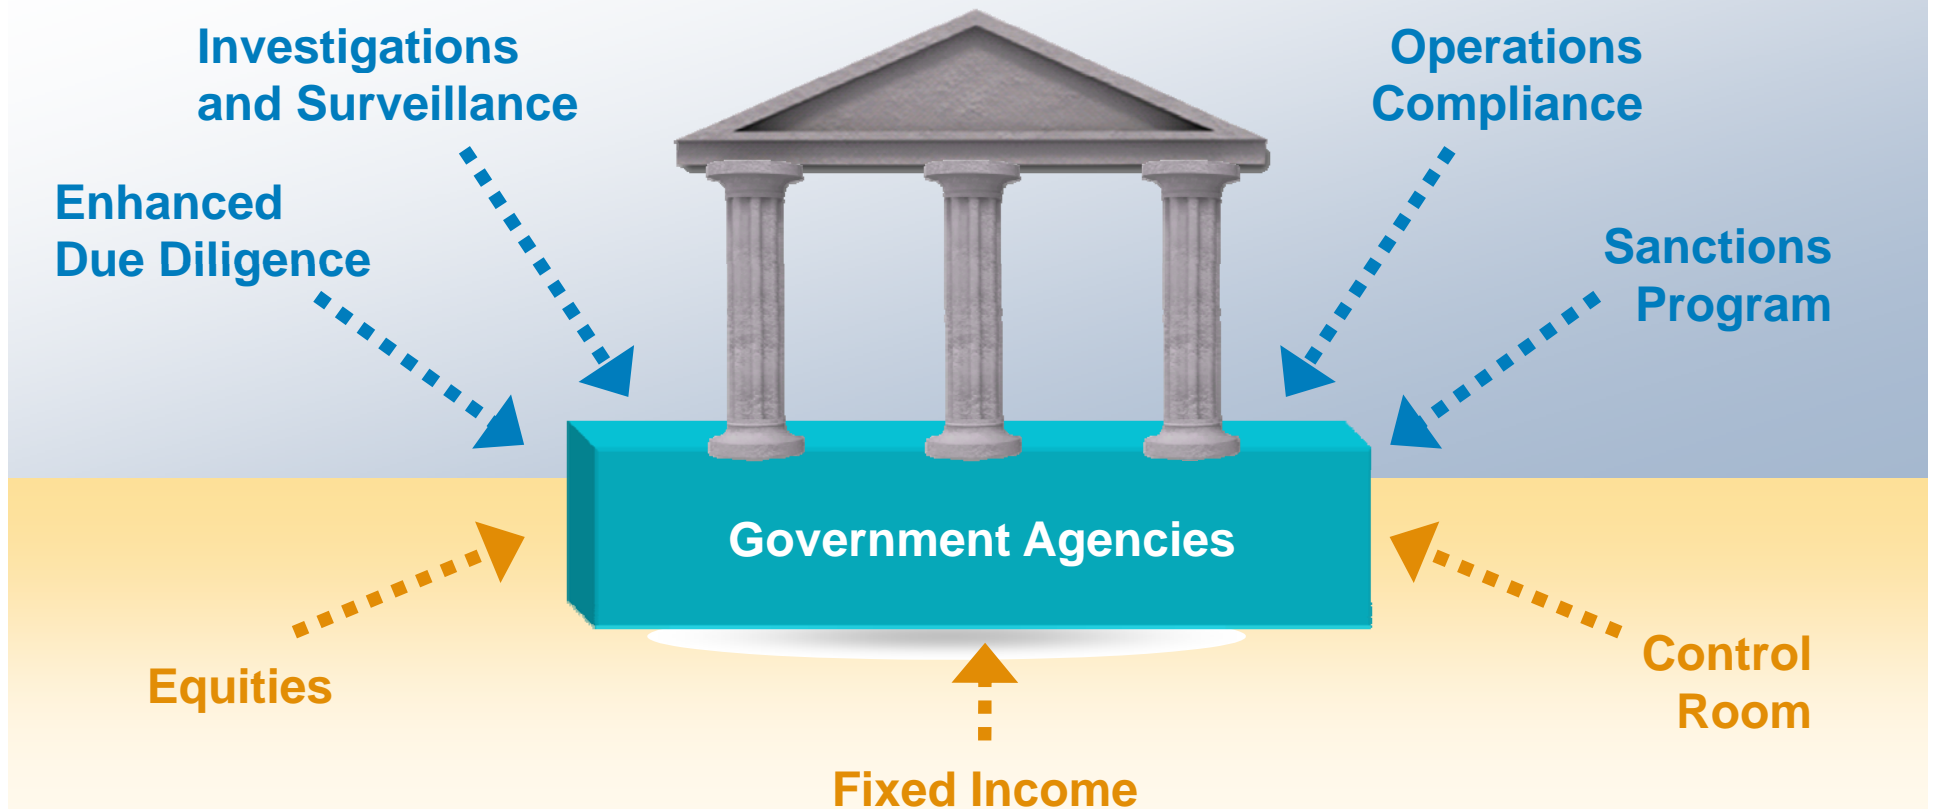 Investigations
and Surveillance
Operations
Compliance
Enhanced
Due Diligence
Sanctions
Program
Government Agencies
Equities
Control
Room
Fixed Income